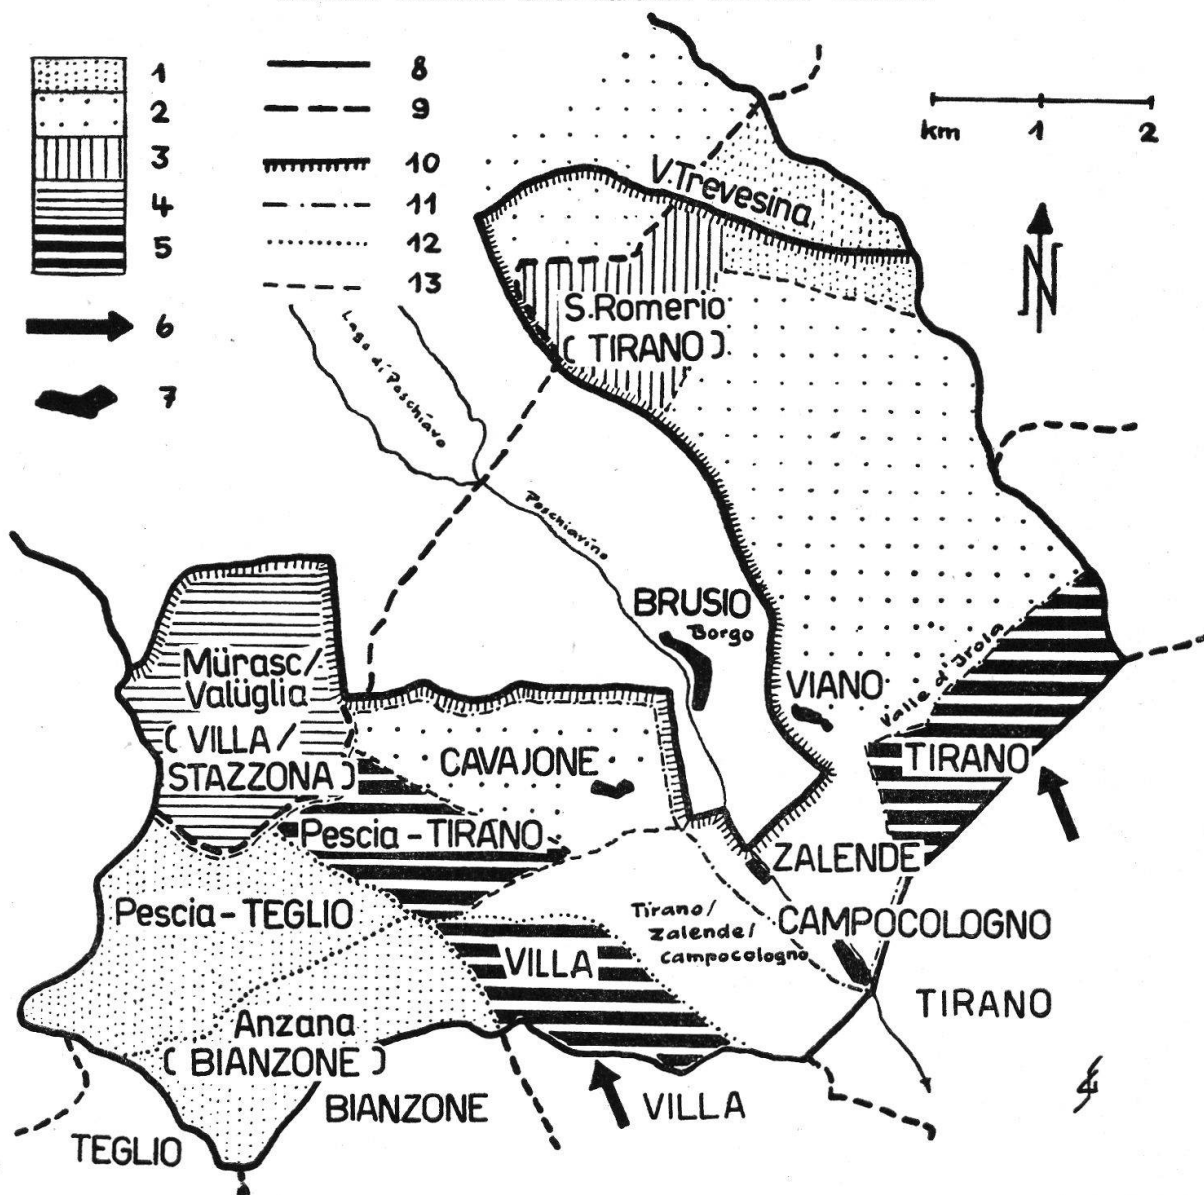 1
2
3
4
5
6
7
8
9
10
11
12
13
km 1 2
N
V.Trevesina
S.Romerio
(TIRANO)
Lago di Poschiavo
Poschiavino
BRUSIO
Borgo
VIANO
Valle d'Irola
Mürasc/
Valüglia
(VILLA/
STAZZONA)
CAVAJONE
TIRANO
Pescia-TIRANO
ZALENDE
Pescia-TEGLIO
Tirano/
Zalende/
Campocologno
CAMPOCOLOGNO
VILLA
TIRANO
Anzana
(BIANZONE)
BIANZONE
VILLA
TEGLIO